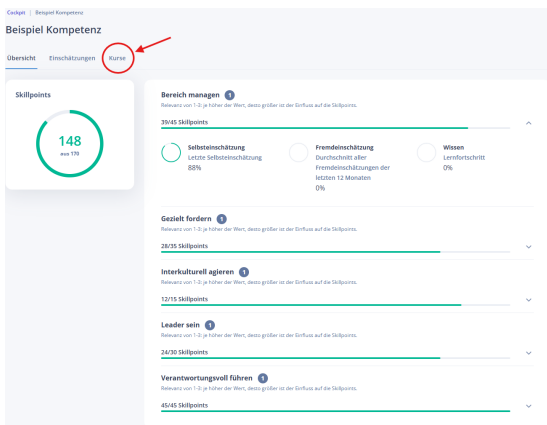 Cockpit | Beispiel Kompetenz
Beispiel Kompetenz
Übersicht Einschätzungen Kurse
Skillpoints
148
aus 170
Bereich managen 1
Relevanz von 1-3: je höher der Wert, desto größer ist der Einfluss auf die Skillpoints.
39/45 Skillpoints
Selbsteinschätzung
Letzte Selbsteinschätzung
88%
Fremdeinschätzung
Durchschnitt aller
Fremdeinschätzungen der
letzten 12 Monaten
0%
Wissen
Lernfortschritt
0%
Gezielt fordern 1
Relevanz von 1-3: je höher der Wert, desto größer ist der Einfluss auf die Skillpoints.
28/35 Skillpoints
Interkulturell agieren 1
Relevanz von 1-3: je höher der Wert, desto größer ist der Einfluss auf die Skillpoints.
12/15 Skillpoints
Leader sein 1
Relevanz von 1-3: je höher der Wert, desto größer ist der Einfluss auf die Skillpoints.
24/30 Skillpoints
Verantwortungsvoll führen 1
Relevanz von 1-3: je höher der Wert, desto größer ist der Einfluss auf die Skillpoints.
45/45 Skillpoints